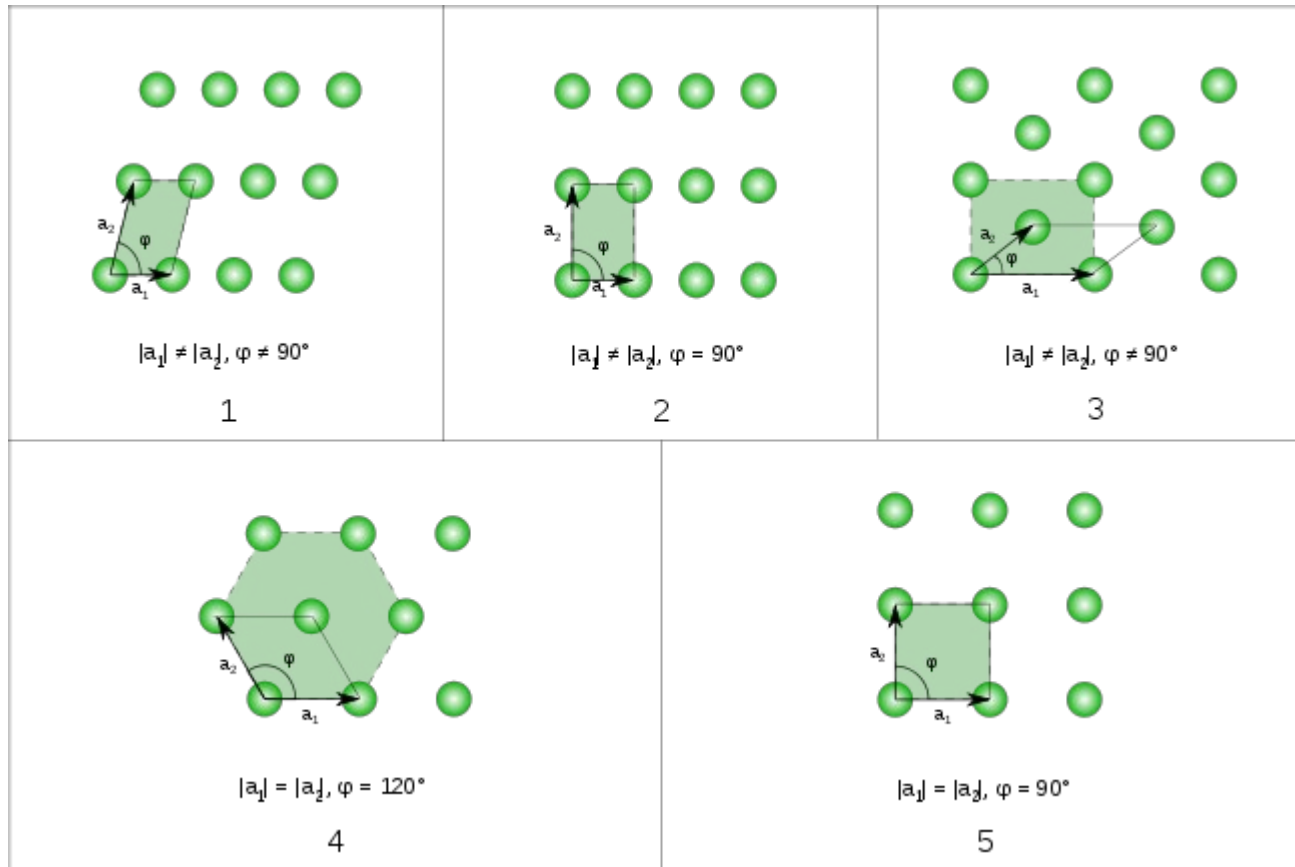 a₂
φ
a₁
|a₁| ≠ |a₂|, φ ≠ 90°
1
a₂
φ
a₁
|a₁| ≠ |a₂|, φ = 90°
2
a₂
φ
a₁
|a₁| ≠ |a₂|, φ ≠ 90°
3
a₂
φ
a₁
|a₁| = |a₂|, φ = 120°
4
a₂
φ
a₁
|a₁| = |a₂|, φ = 90°
5